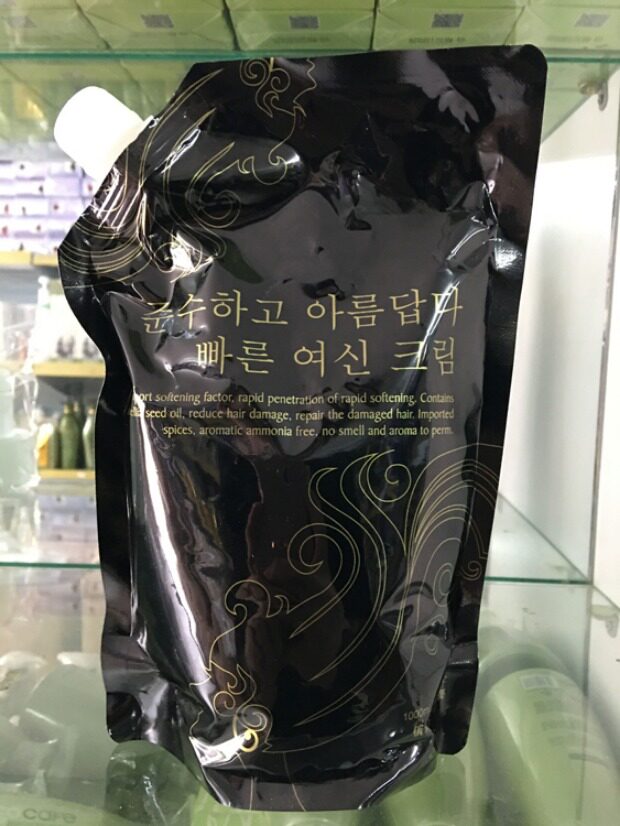 순수하고 아름답다
빠른 여신 크림
softening factor, rapid penetration of rapid softening. Contains
seed oil, reduce hair damage, repair the damaged hair. Imported
spices, aromatic ammonia free, no smell and aroma to perm.